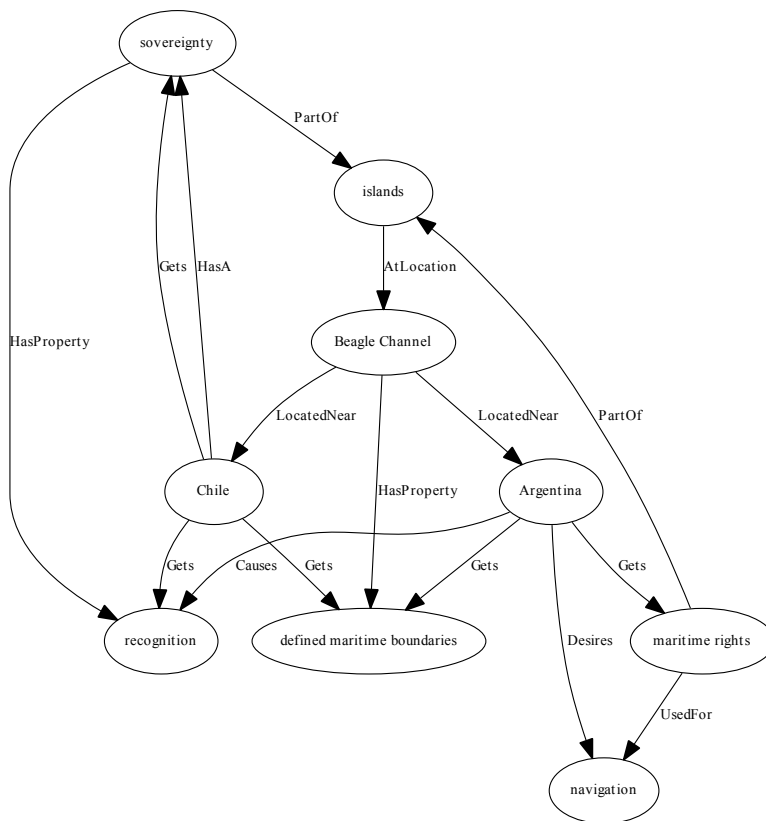 sovereignty
PartOf
islands
Gets
HasA
AtLocation
HasProperty
Beagle Channel
PartOf
LocatedNear
LocatedNear
Chile
HasProperty
Argentina
Gets
Causes
Gets
Gets
Gets
recognition
defined maritime boundaries
Desires
maritime rights
UsedFor
navigation